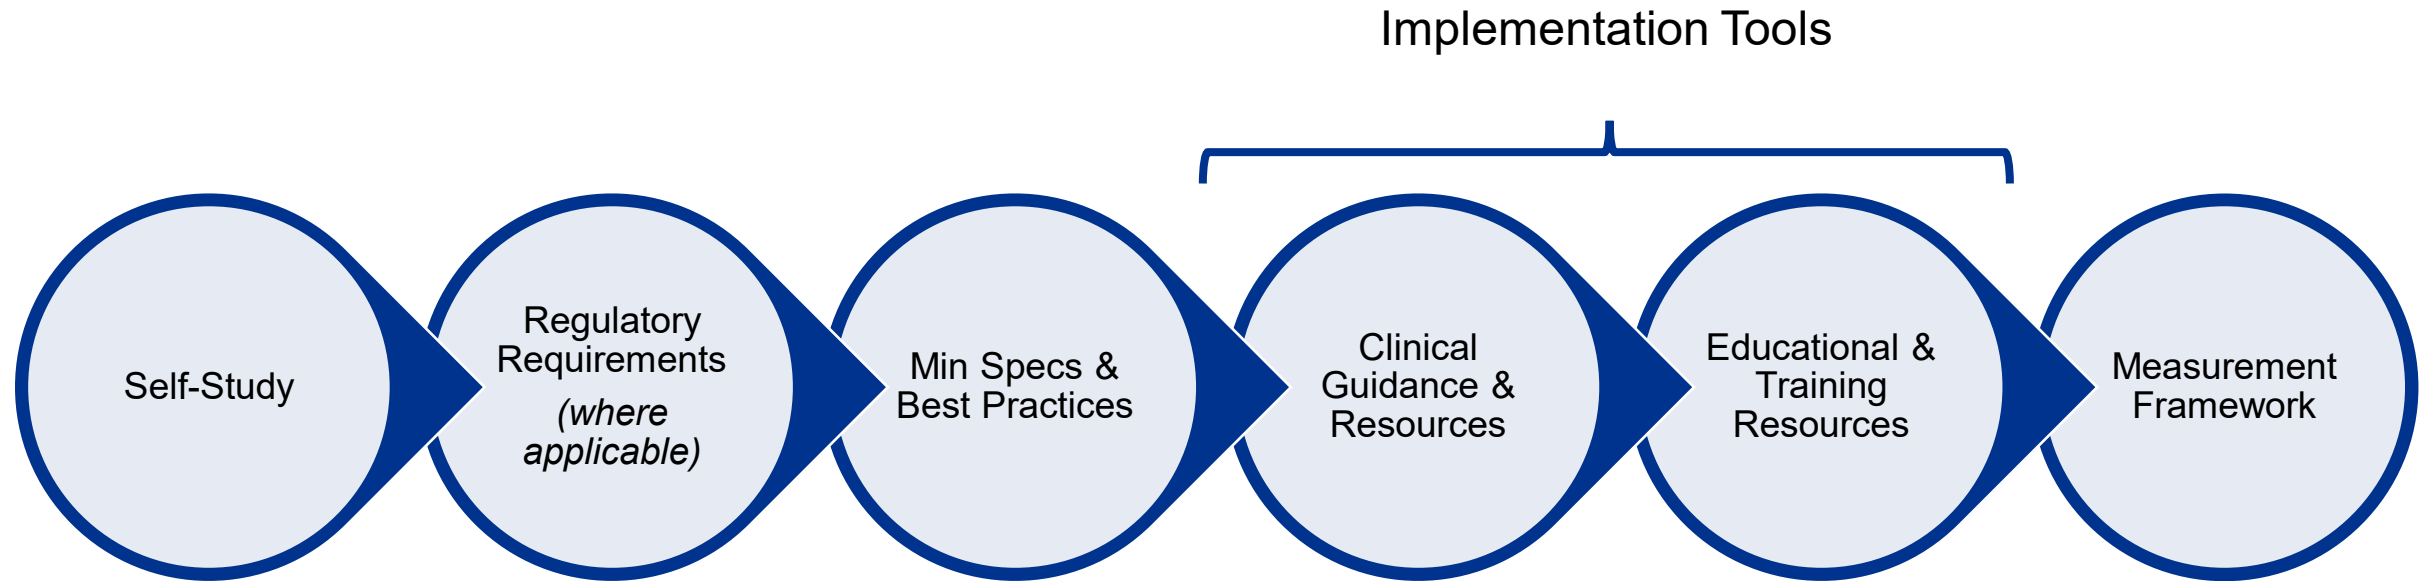 Implementation Tools
Self-Study
Regulatory
Requirements
(where
applicable)
Min Specs &
Best Practices
Clinical
Guidance &
Resources
Educational &
Training
Resources
Measurement
Framework